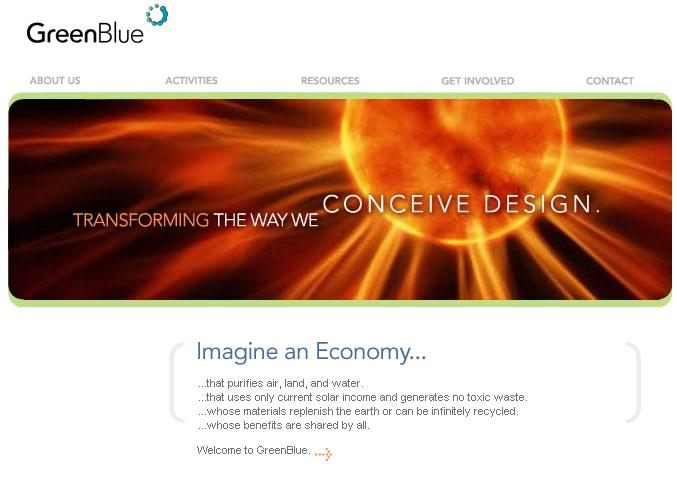 GreenBlue
ABOUT US ACTIVITIES RESOURCES GET INVOLVED CONTACT
TRANSFORMING THE WAY WE CONCEIVE DESIGN.
Imagine an Economy...
...that purifies air, land, and water.
...that uses only current solar income and generates no toxic waste.
...whose materials replenish the earth or can be infinitely recycled.
...whose benefits are shared by all.
Welcome to GreenBlue.